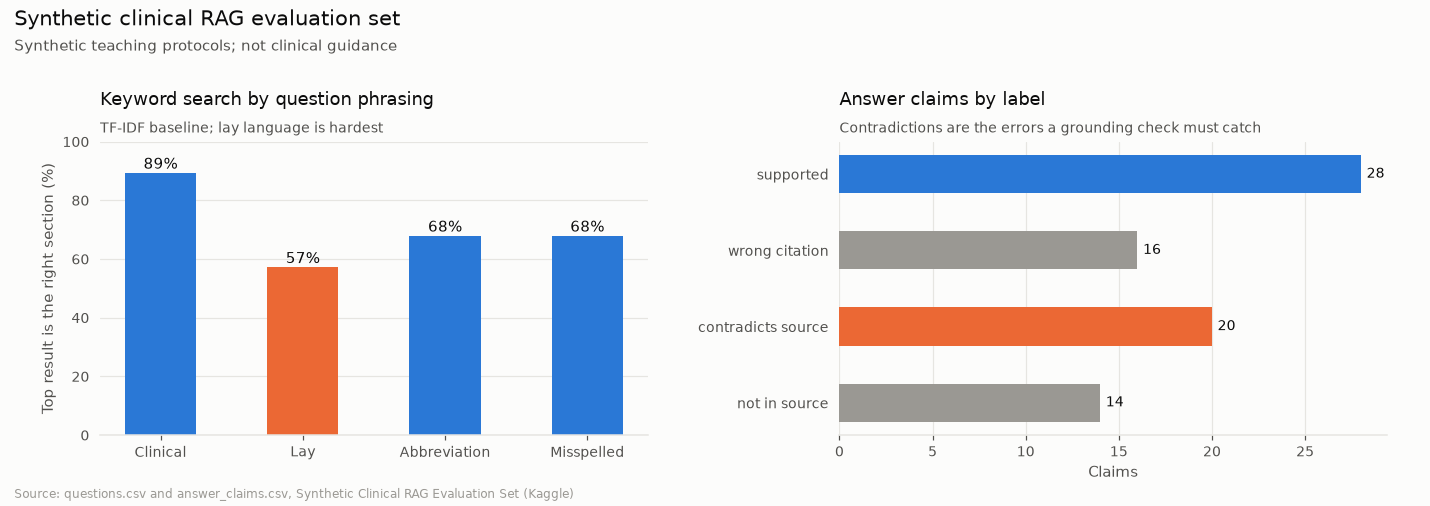 Synthetic clinical RAG evaluation set
Synthetic teaching protocols; not clinical guidance
Keyword search by question phrasing
TF-IDF baseline; lay language is hardest
Top result is the right section (%)
100
80
60
40
20
0
89%
57%
68%
68%
Clinical
Lay
Abbreviation
Misspelled
Answer claims by label
Contradictions are the errors a grounding check must catch
supported
28
wrong citation
16
contradicts source
20
not in source
14
0
5
10
15
20
25
Claims
Source: questions.csv and answer_claims.csv, Synthetic Clinical RAG Evaluation Set (Kaggle)